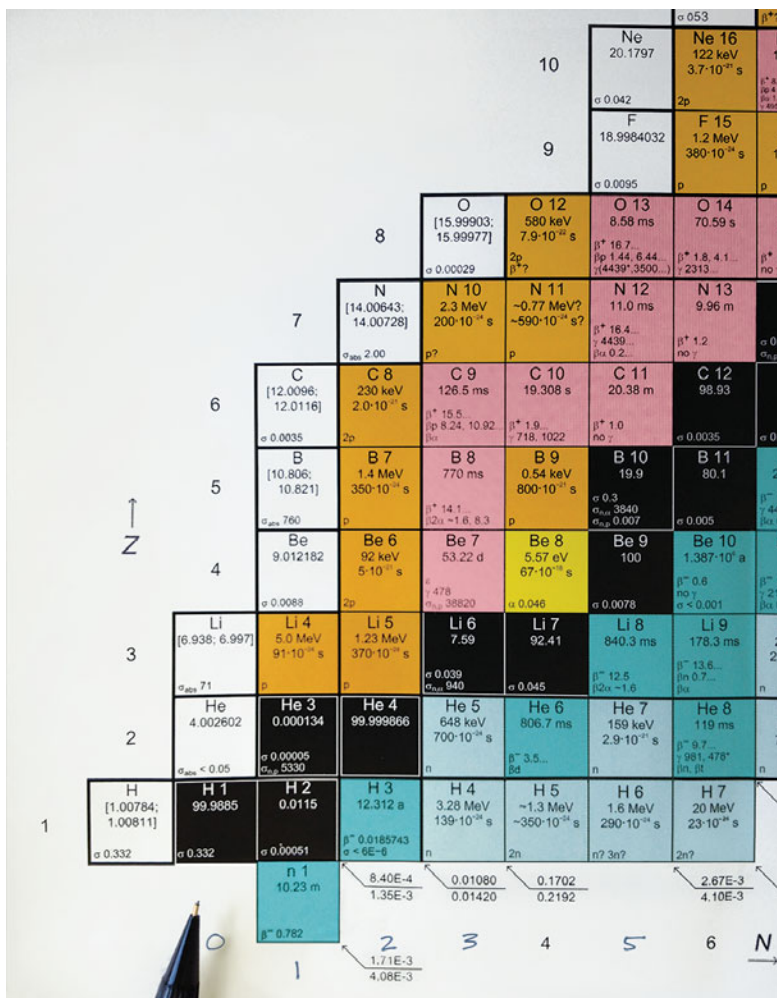 σ 053
10
Ne
20.1797
σ 0.042
Ne 16
122 keV
3.7·10⁻²¹ s
2p
9
F
18.9984032
σ 0.0095
F 15
1.2 MeV
380·10⁻²⁴ s
p
p
8
O
[15.99903;
15.99977]
σ 0.00029
O 12
580 keV
7.9·10⁻²² s
2p
β⁺?
O 13
8.58 ms
β⁺ 16.7...
βp 1.44, 6.44...
γ(4439*,3500...)
O 14
70.59 s
β⁺ 1.8, 4.1...
γ 2313...
7
N
[14.00643;
14.00728]
σabs 2.00
N 10
2.3 MeV
200·10⁻²⁴ s
p?
N 11
~0.77 MeV?
~590·10⁻²⁴ s?
p
N 12
11.0 ms
β⁺ 16.4...
γ 4439...
βα 0.2...
N 13
9.96 m
β⁺ 1.2
no γ
6
C
[12.0096;
12.0116]
σ 0.0035
C 8
230 keV
2.0·10⁻²¹ s
2p
C 9
126.5 ms
β⁺ 15.5...
βp 8.24, 10.92...
βα
C 10
19.308 s
β⁺ 1.9...
γ 718, 1022
C 11
20.38 m
β⁺ 1.0
no γ
C 12
98.93
σ 0.0035
5
B
[10.806;
10.821]
σabs 760
B 7
1.4 MeV
350·10⁻²⁴ s
p
B 8
770 ms
β⁺ 14.1...
β2α ~1.6, 8.3
B 9
0.54 keV
800·10⁻²¹ s
p
B 10
19.9
σ 0.3
σn,α 3840
σn,p 0.007
B 11
80.1
σ 0.005
Z
4
Be
9.012182
σ 0.0088
Be 6
92 keV
5·10⁻²¹ s
2p
Be 7
53.22 d
ε
γ 478
σn,p 38820
Be 8
5.57 eV
67·10⁻¹⁸ s
α 0.046
Be 9
100
σ 0.0078
Be 10
1.387·10⁶ a
β⁻ 0.6
no γ
σ < 0.001
3
Li
[6.938; 6.997]
σabs 71
Li 4
5.0 MeV
91·10⁻²⁴ s
p
Li 5
1.23 MeV
370·10⁻²⁴ s
p
Li 6
7.59
σ 0.039
σn,α 940
Li 7
92.41
σ 0.045
Li 8
840.3 ms
β⁻ 12.5
β2α ~1.6
Li 9
178.3 ms
β⁻ 13.6...
βn 0.7...
βα
n
2
He
4.002602
σabs < 0.05
He 3
0.000134
σ 0.00005
σn,p 5330
He 4
99.999866
He 5
648 keV
700·10⁻²⁴ s
n
He 6
806.7 ms
β⁻ 3.5...
βd
He 7
159 keV
2.9·10⁻²¹ s
n
He 8
119 ms
β⁻ 9.7...
γ 981, 478*
βn, βt
n
1
H
[1.00784;
1.00811]
σ 0.332
H 1
99.9885
σ 0.332
H 2
0.0115
σ 0.00051
H 3
12.312 a
β⁻ 0.0185743
σ < 6E-6
H 4
3.28 MeV
139·10⁻²⁴ s
n
H 5
~1.3 MeV
~350·10⁻²⁴ s
2n
H 6
1.6 MeV
290·10⁻²⁴ s
n? 3n?
H 7
20 MeV
23·10⁻²⁴ s
2n?
n 1
10.23 m
β⁻ 0.782
8.40E-4
1.35E-3
0.01080
0.01420
0.1702
0.2192
2.67E-3
4.10E-3
0
1
2
3
4
5
6
N
1.71E-3
4.08E-3